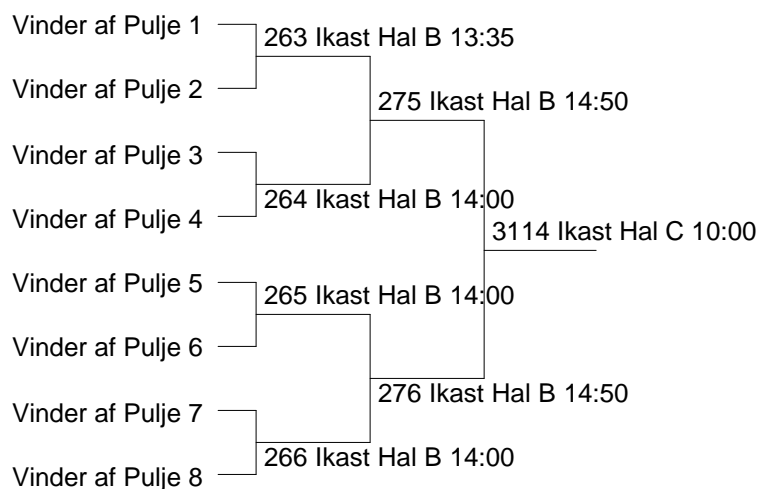 Vinder af Pulje 1
263 Ikast Hal B 13:35
Vinder af Pulje 2
275 Ikast Hal B 14:50
Vinder af Pulje 3
264 Ikast Hal B 14:00
Vinder af Pulje 4
3114 Ikast Hal C 10:00
Vinder af Pulje 5
265 Ikast Hal B 14:00
Vinder af Pulje 6
276 Ikast Hal B 14:50
Vinder af Pulje 7
266 Ikast Hal B 14:00
Vinder af Pulje 8